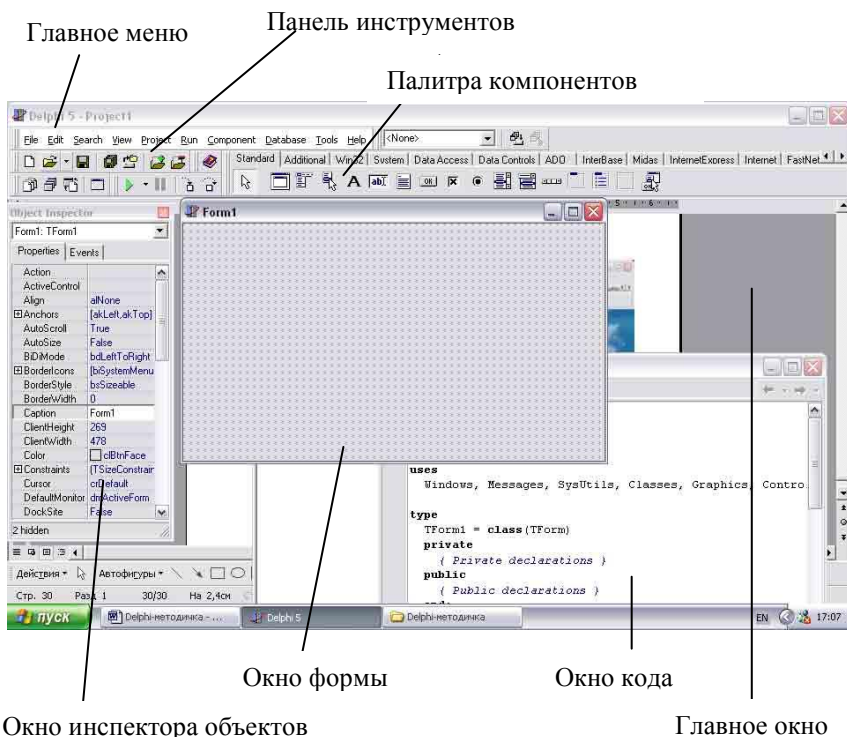 Главное меню
Панель инструментов
Палитра компонентов
Delphi 5 - Project1
File Edit Search View Project Run Component Database Tools Help <None>
Standard Additional Win32 System Data Access Data Controls ADO InterBase Midas InternetExpress Internet FastNet
Object Inspector
Form1: TForm1
Properties Events
Action
ActiveControl
Align alNone
Anchors [akLeft,akTop]
AutoScroll True
AutoSize False
BiDiMode bdLeftToRight
BorderIcons [biSystemMenu
BorderStyle bsSizeable
BorderWidth 0
Caption Form1
ClientHeight 269
ClientWidth 478
Color clBtnFace
Constraints (TSizeConstrain
Cursor crDefault
DefaultMonitor dmActiveForm
DockSite False
2 hidden
Form1
5 6
uses
Windows, Messages, SysUtils, Classes, Graphics, Contro
type
TForm1 = class(TForm)
private
{ Private declarations }
public
{ Public declarations }
end;
Действия Автофигуры
Стр. 30 Разд 1 30/30 На 2,4см
пуск Delphi-методичка - ... Delphi 5 Delphi-методичка EN 17:07
Окно формы
Окно кода
Окно инспектора объектов
Главное окно